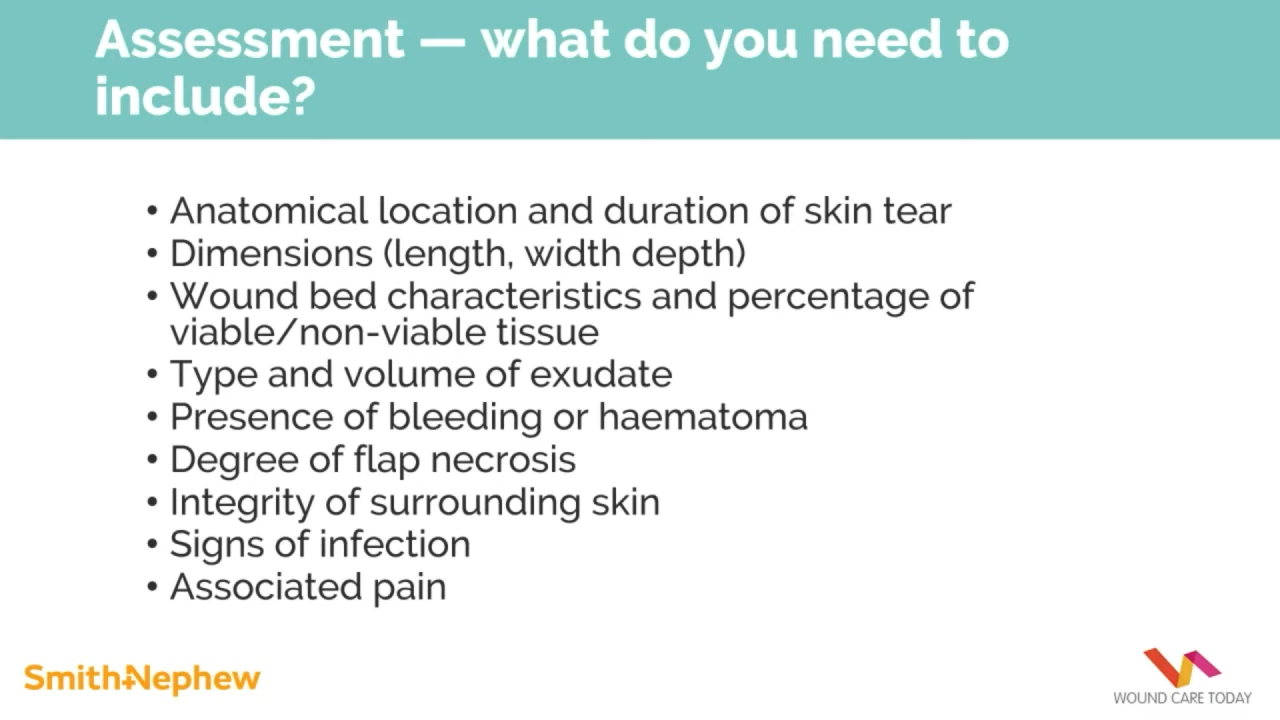 Assessment — what do you need to
include?
• Anatomical location and duration of skin tear
• Dimensions (length, width depth)
• Wound bed characteristics and percentage of
viable/non-viable tissue
• Type and volume of exudate
• Presence of bleeding or haematoma
• Degree of flap necrosis
• Integrity of surrounding skin
• Signs of infection
• Associated pain
Smith+Nephew
WOUND CARE TODAY